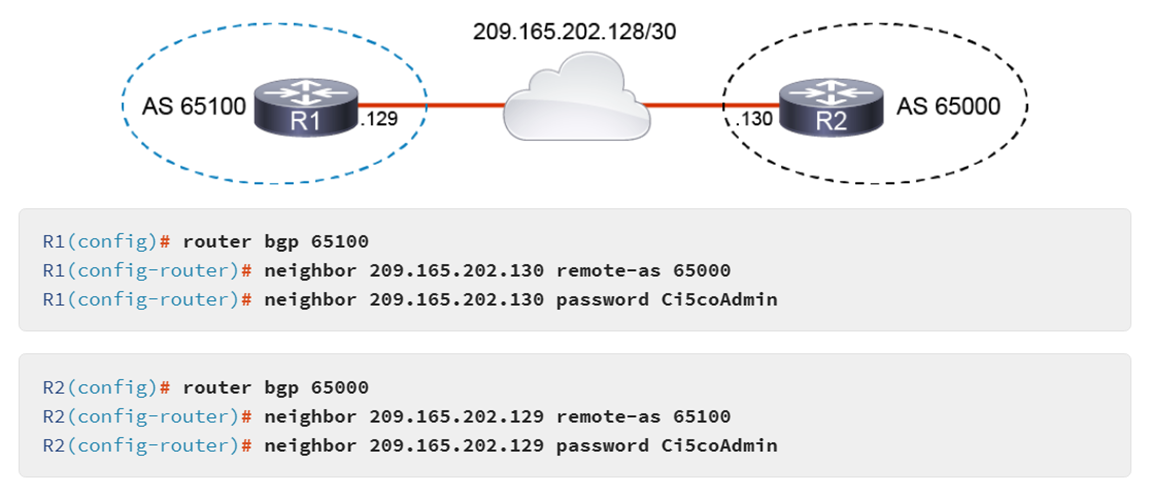 209.165.202.128/30
AS 65100
R1
.129
.130
R2
AS 65000
R1(config)# router bgp 65100
R1(config-router)# neighbor 209.165.202.130 remote-as 65000
R1(config-router)# neighbor 209.165.202.130 password Ci5coAdmin
R2(config)# router bgp 65000
R2(config-router)# neighbor 209.165.202.129 remote-as 65100
R2(config-router)# neighbor 209.165.202.129 password Ci5coAdmin